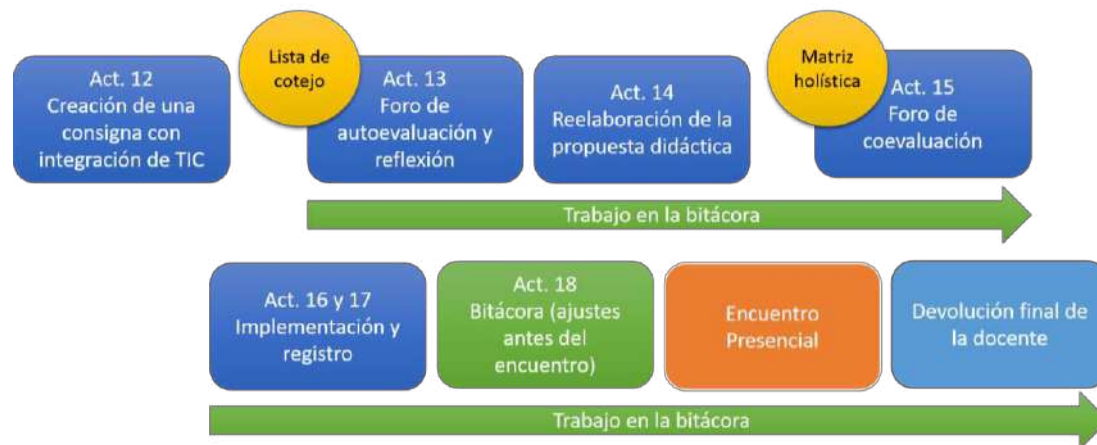 Act. 12
Creación de una
consigna con
integración de TIC
Lista de
cotejo
Act. 13
Foro de
autoevaluación y
reflexión
Act. 14
Reelaboración de la
propuesta didáctica
Matriz
holística
Act. 15
Foro de
coevaluación
Trabajo en la bitácora
Act. 16 y 17
Implementación y
registro
Act. 18
Bitácora (ajustes
antes del
encuentro)
Encuentro
Presencial
Devolución final de
la docente
Trabajo en la bitácora